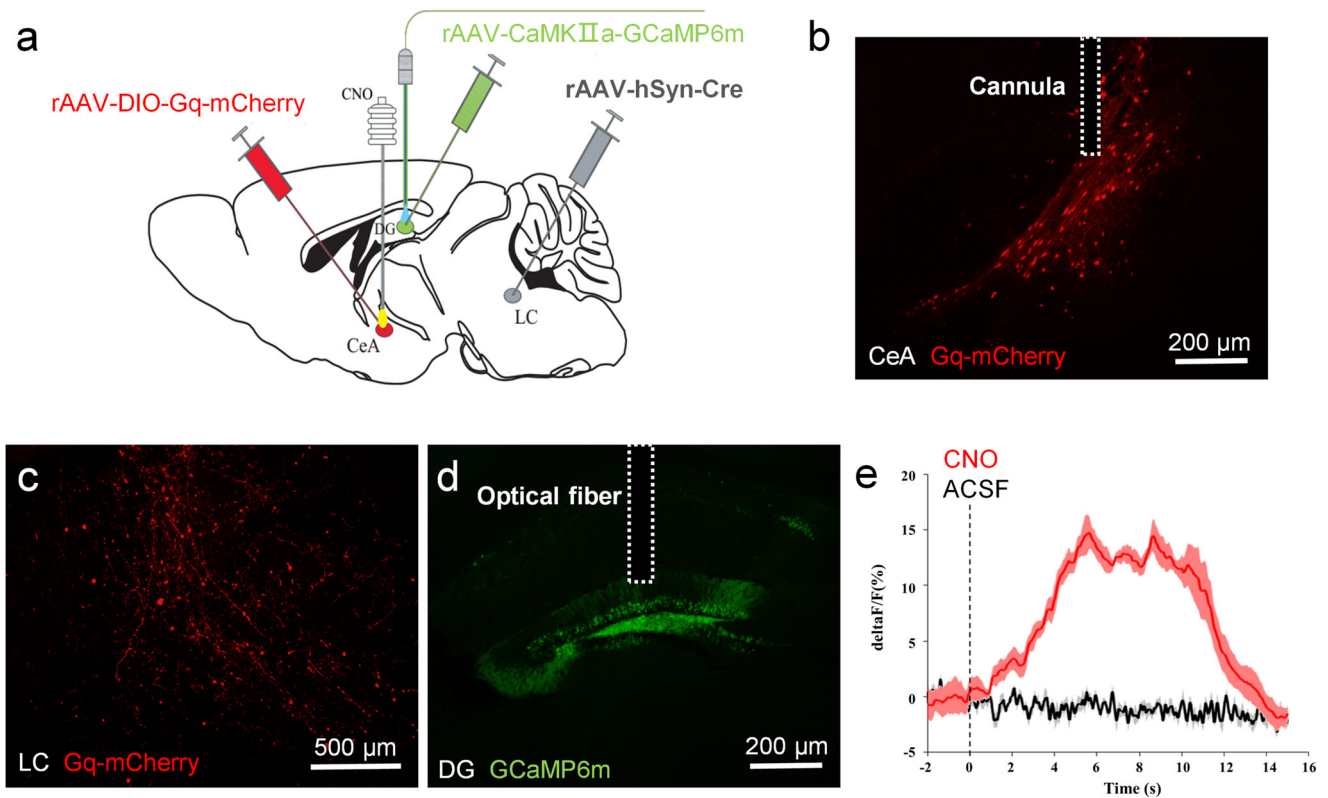 a
rAAV-CaMKⅡa-GCaMP6m
rAAV-DIO-Gq-mCherry
CNO
rAAV-hSyn-Cre
DG
CeA
LC
b
Cannula
CeA Gq-mCherry
200 µm
c
LC Gq-mCherry
500 µm
d
Optical fiber
DG GCaMP6m
200 µm
e
CNO
ACSF
deltaF/F(%)
20
15
10
5
0
-5
-2 0 2 4 6 8 10 12 14 16
Time (s)